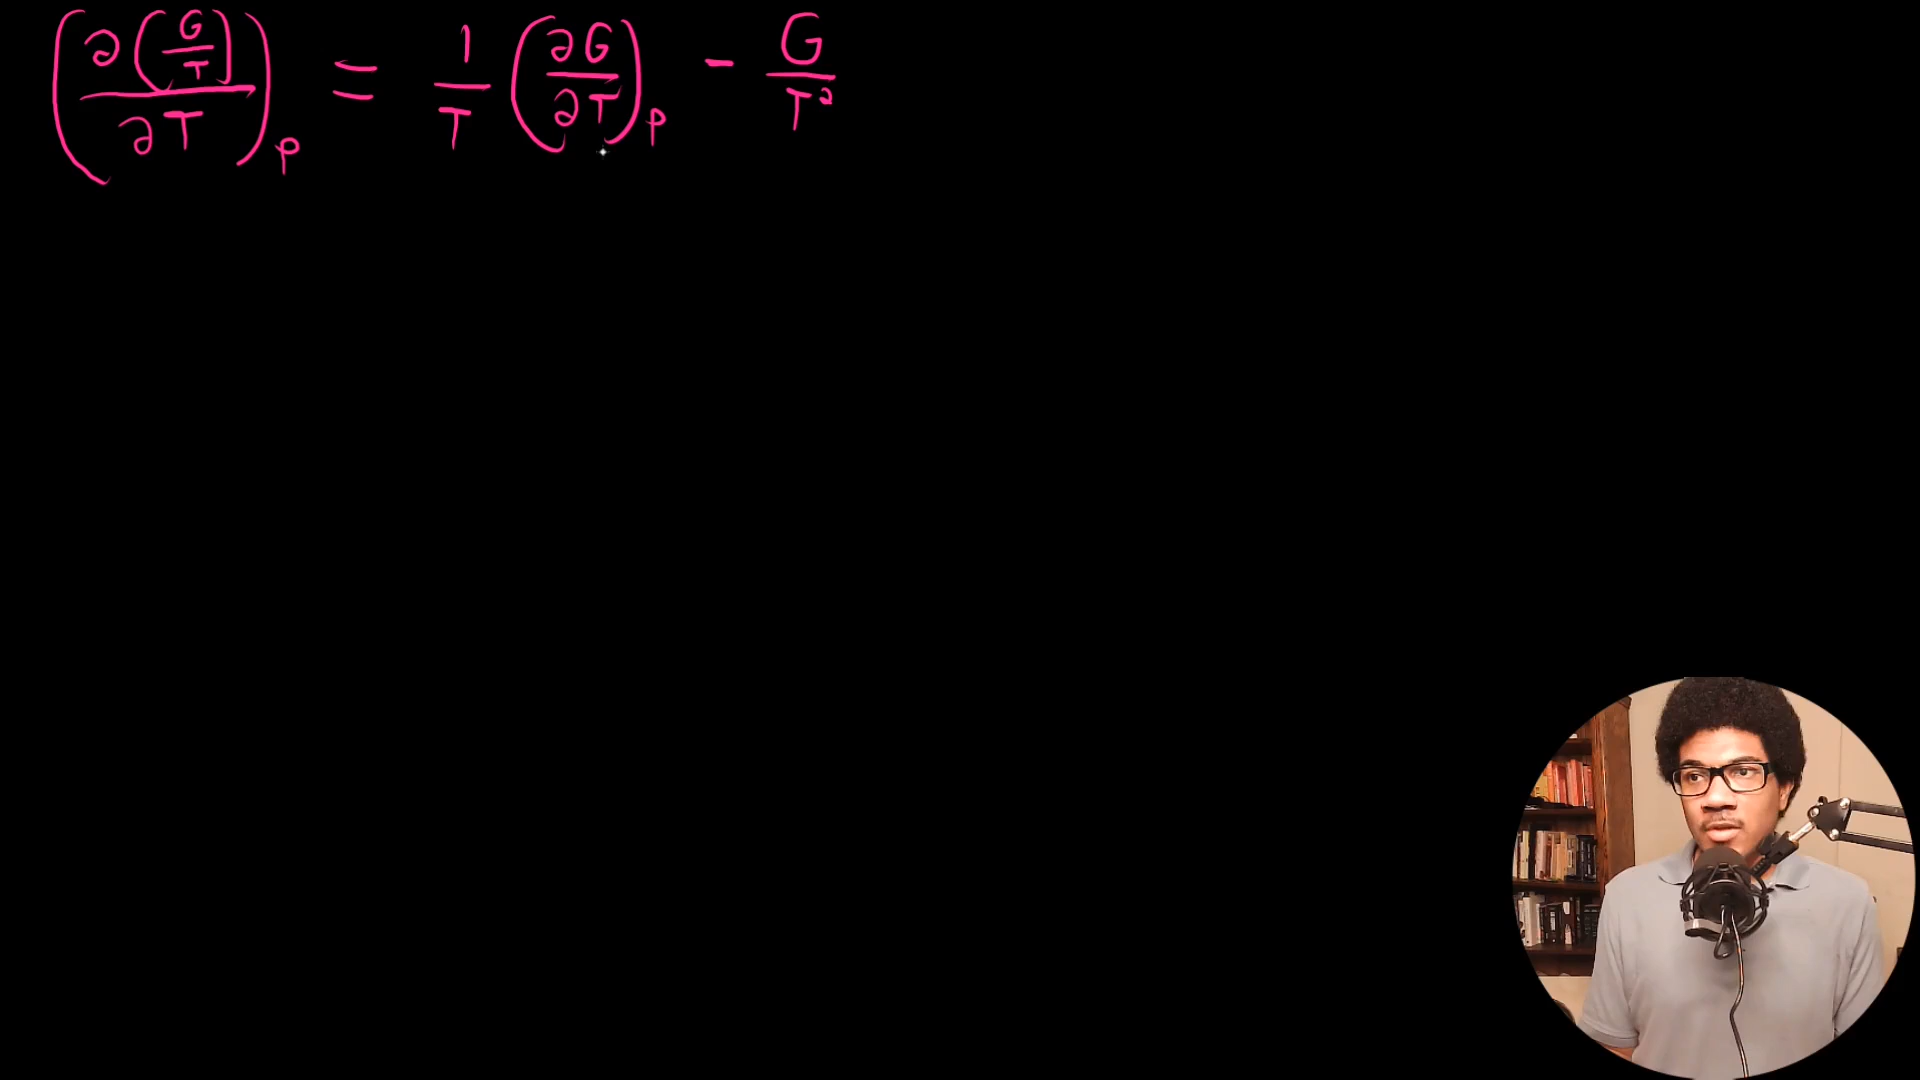 (∂(G/T)/∂T)_P = 1/T (∂G/∂T)_P - G/T²